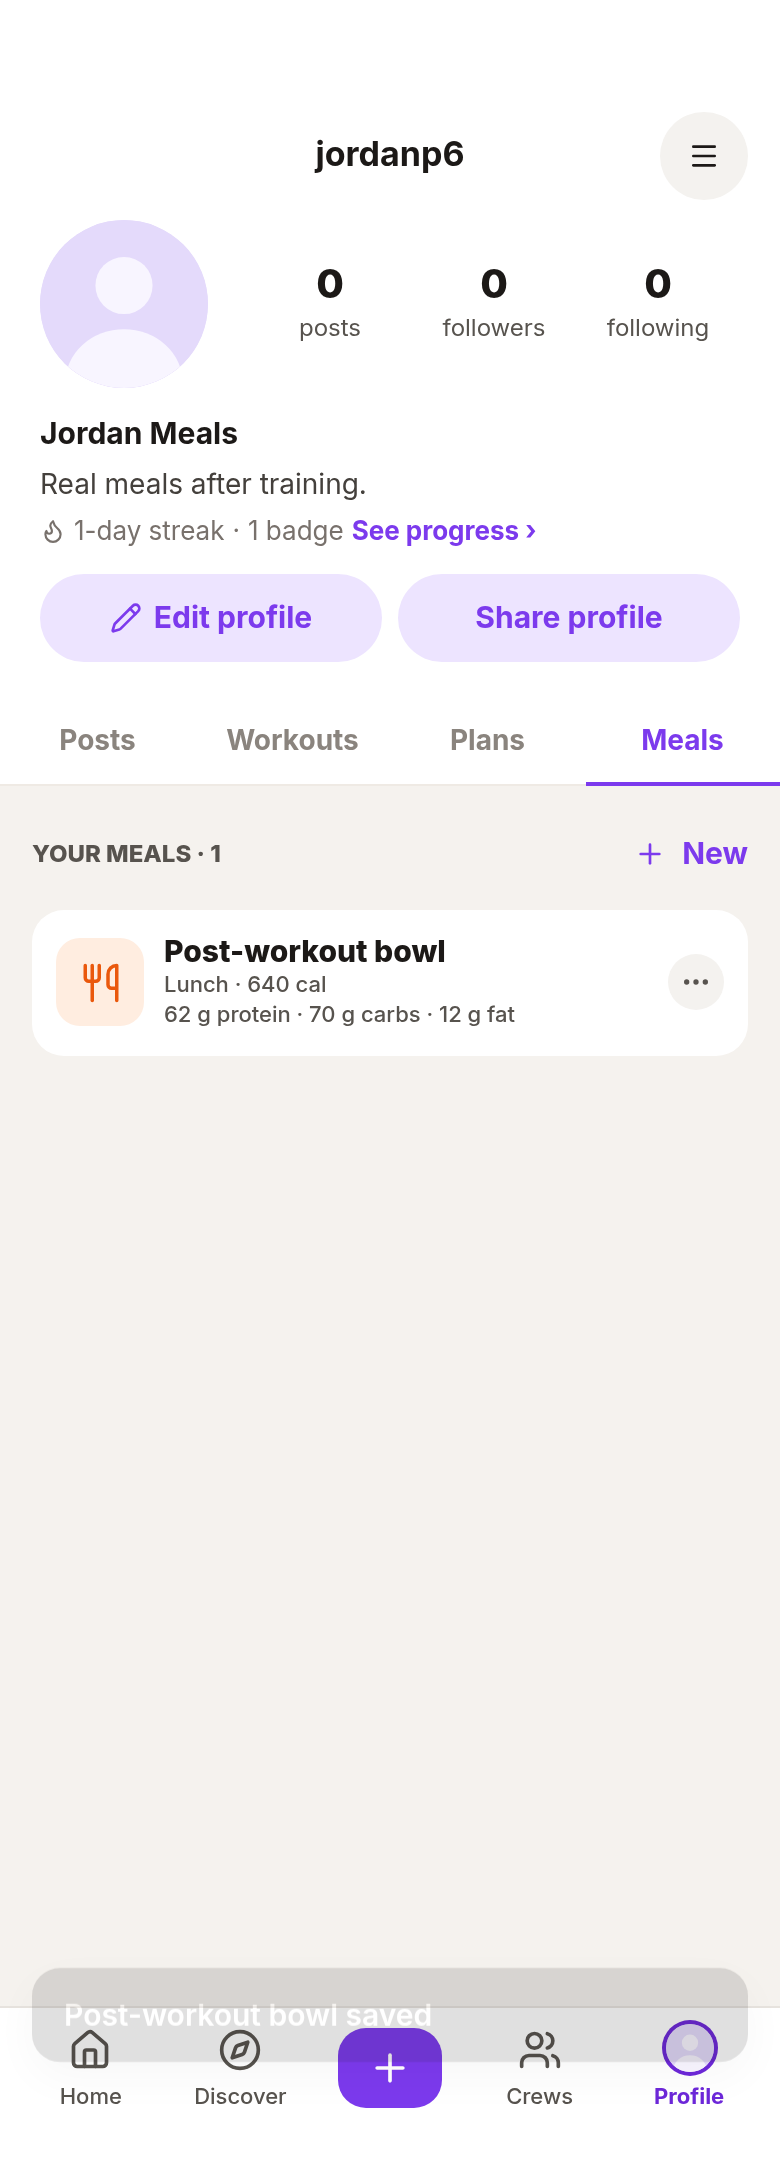 jordanp6
0
posts
0
followers
0
following
Jordan Meals
Real meals after training.
1-day streak · 1 badge See progress ›
Edit profile
Share profile
Posts
Workouts
Plans
Meals
YOUR MEALS · 1
+ New
Post-workout bowl
Lunch · 640 cal
62 g protein · 70 g carbs · 12 g fat
Post-workout bowl saved
Home
Discover
Crews
Profile